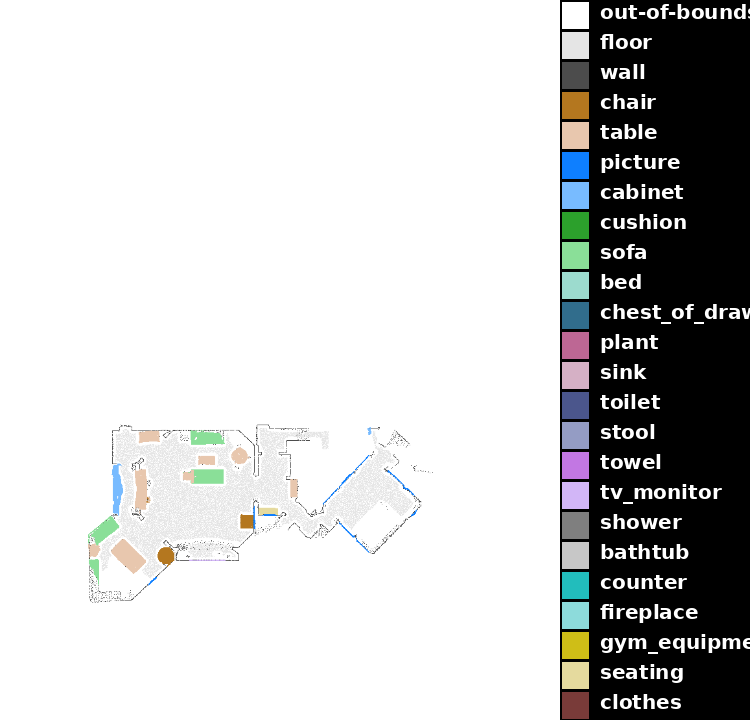 out-of-bounds
floor
wall
chair
table
picture
cabinet
cushion
sofa
bed
chest_of_draw
plant
sink
toilet
stool
towel
tv_monitor
shower
bathtub
counter
fireplace
gym_equipme
seating
clothes